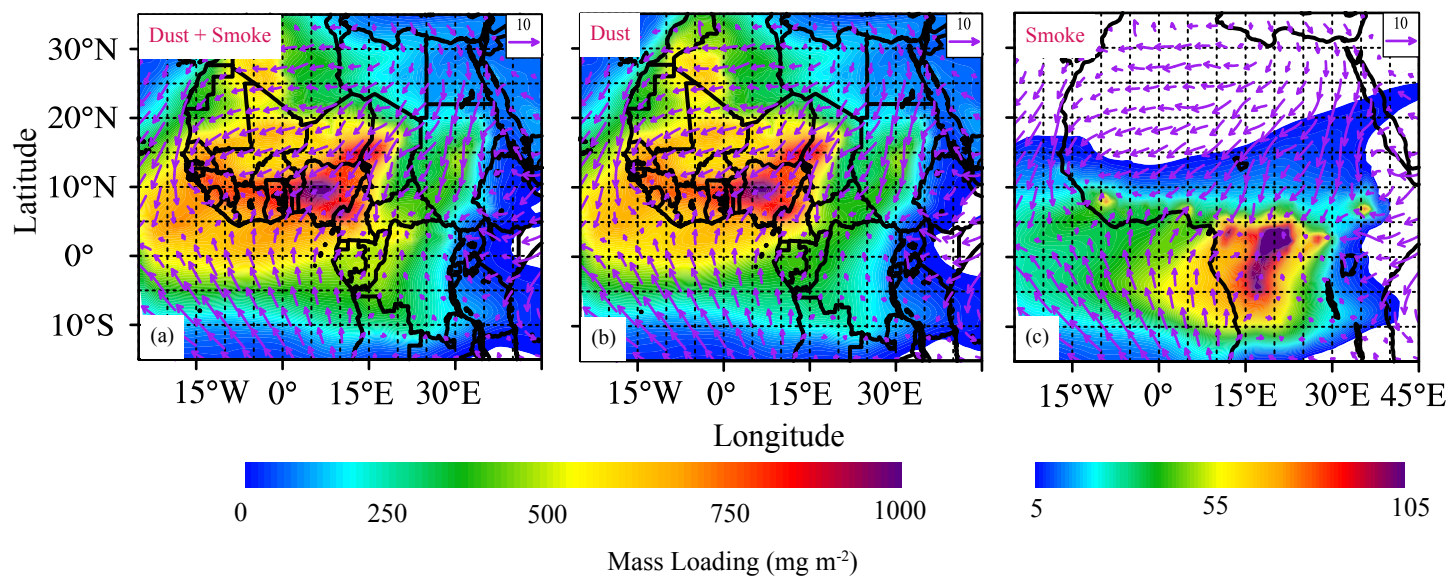 Dust + Smoke
10
Dust
10
Smoke
10
30°N
20°N
10°N
0°
10°S
Latitude
(a)
(b)
(c)
15°W 0° 15°E 30°E
15°W 0° 15°E 30°E
15°W 0° 15°E 30°E 45°E
Longitude
0 250 500 750 1000
5 55 105
Mass Loading (mg m-2)